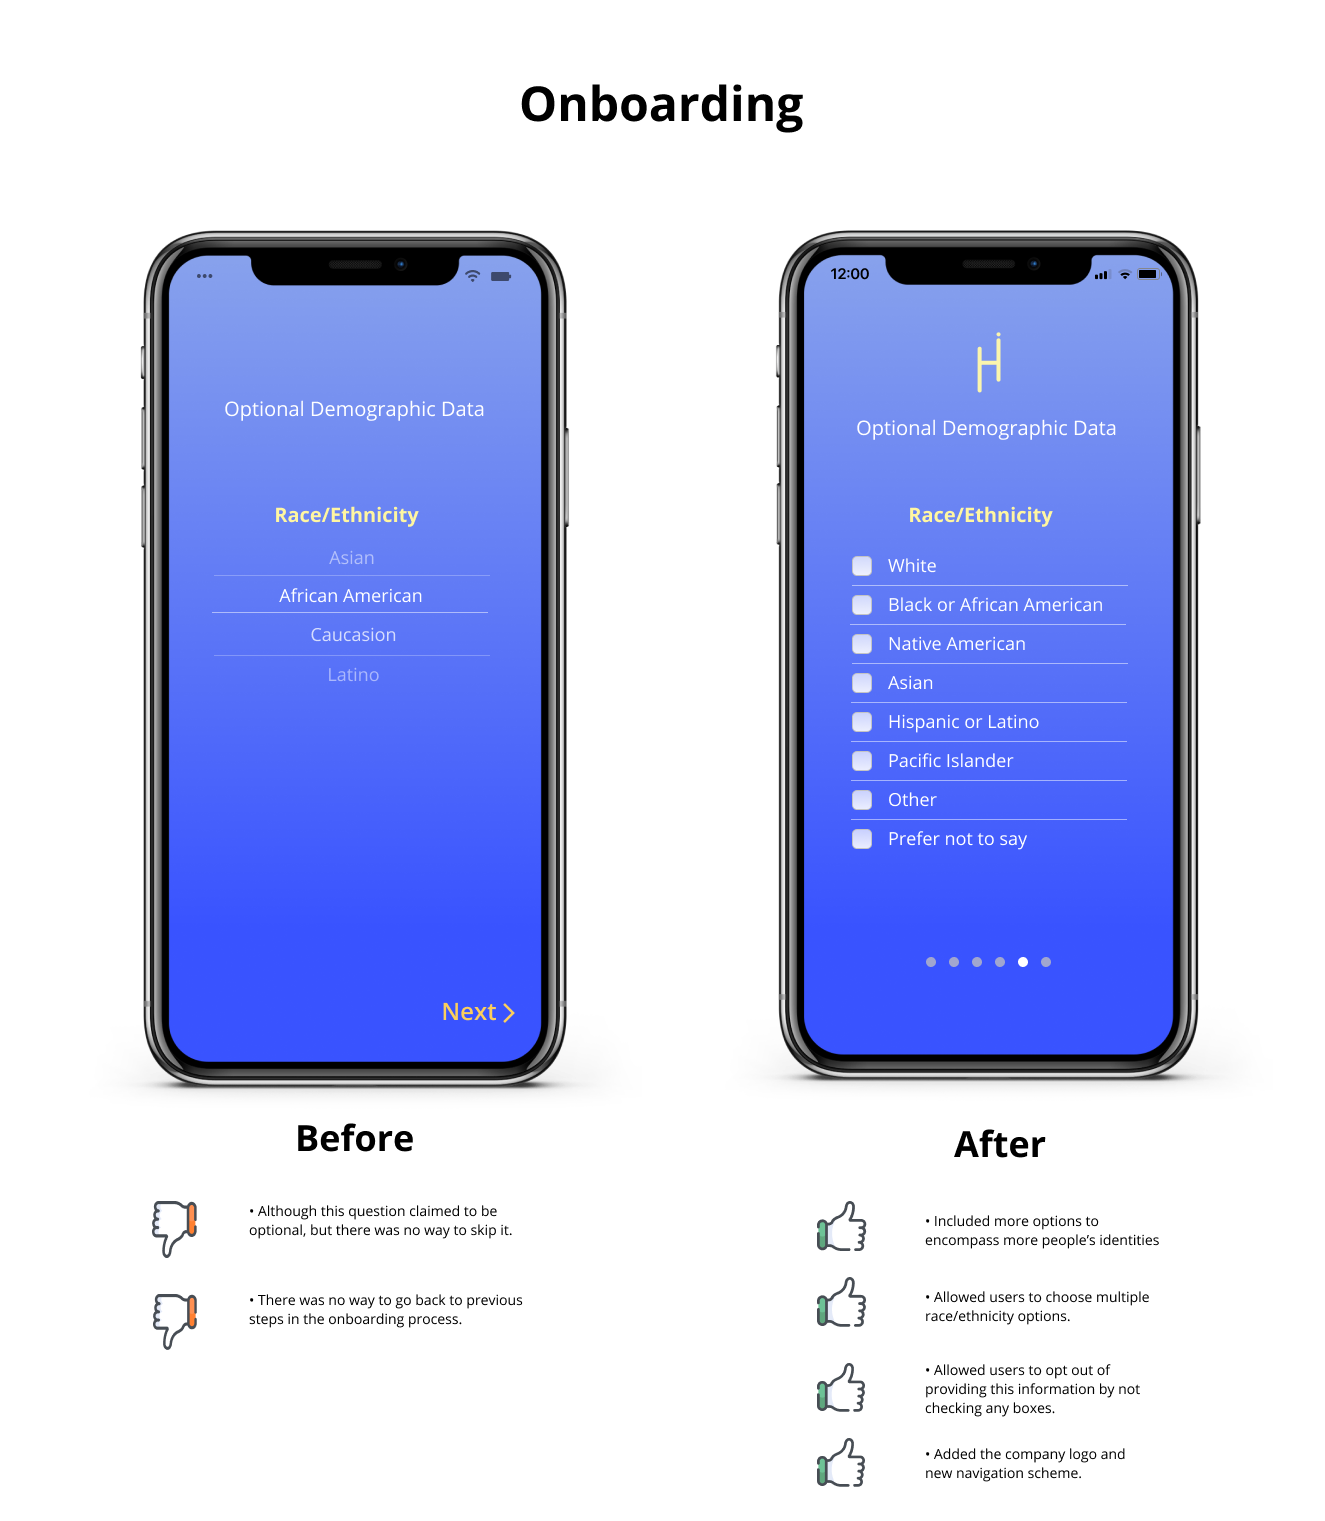 Onboarding
Optional Demographic Data
Race/Ethnicity
Asian
African American
Caucasion
Latino
Next
12:00
Hi
Optional Demographic Data
Race/Ethnicity
White
Black or African American
Native American
Asian
Hispanic or Latino
Pacific Islander
Other
Prefer not to say
Before
• Although this question claimed to be
optional, but there was no way to skip it.
• There was no way to go back to previous
steps in the onboarding process.
After
• Included more options to
encompass more people's identities
• Allowed users to choose multiple
race/ethnicity options.
• Allowed users to opt out of
providing this information by not
checking any boxes.
• Added the company logo and
new navigation scheme.